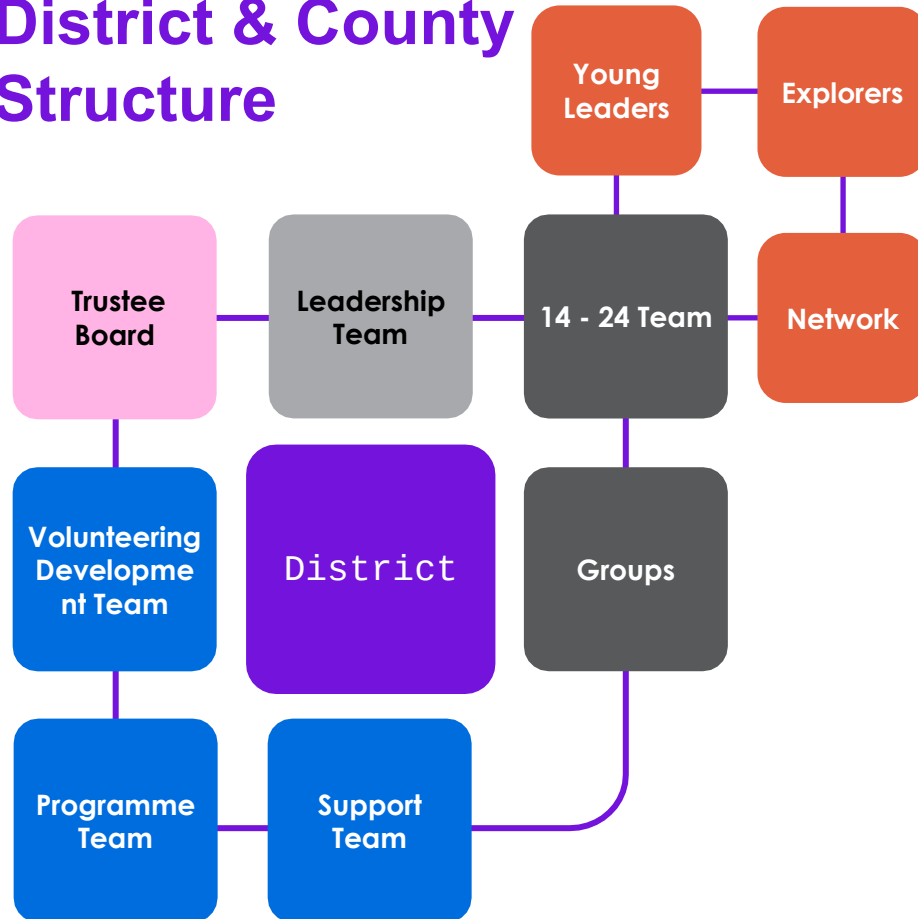 District & County
Structure
Young
Leaders
Explorers
Trustee
Board
Leadership
Team
14 - 24 Team
Network
Volunteering
Developme
nt Team
District
Groups
Programme
Team
Support
Team